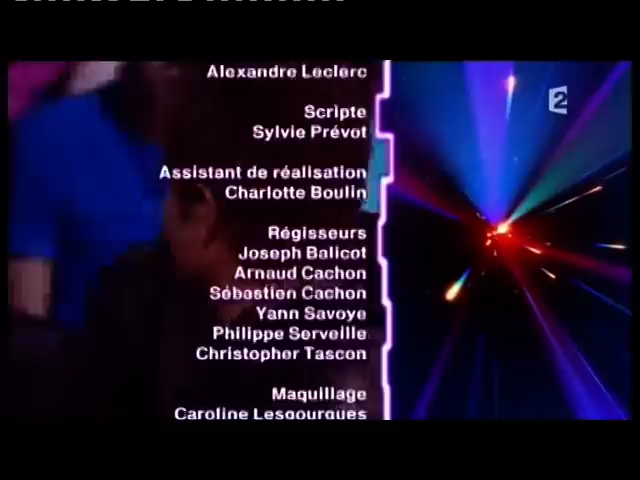 Alexandre Leclerc
Scripte
Sylvie Prévot
Assistant de réalisation
Charlotte Boulin
Régisseurs
Joseph Balicot
Arnaud Cachon
Sébastien Cachon
Yann Savoye
Philippe Serveille
Christopher Tascon
Maquillage
Caroline Lesgourgues
2